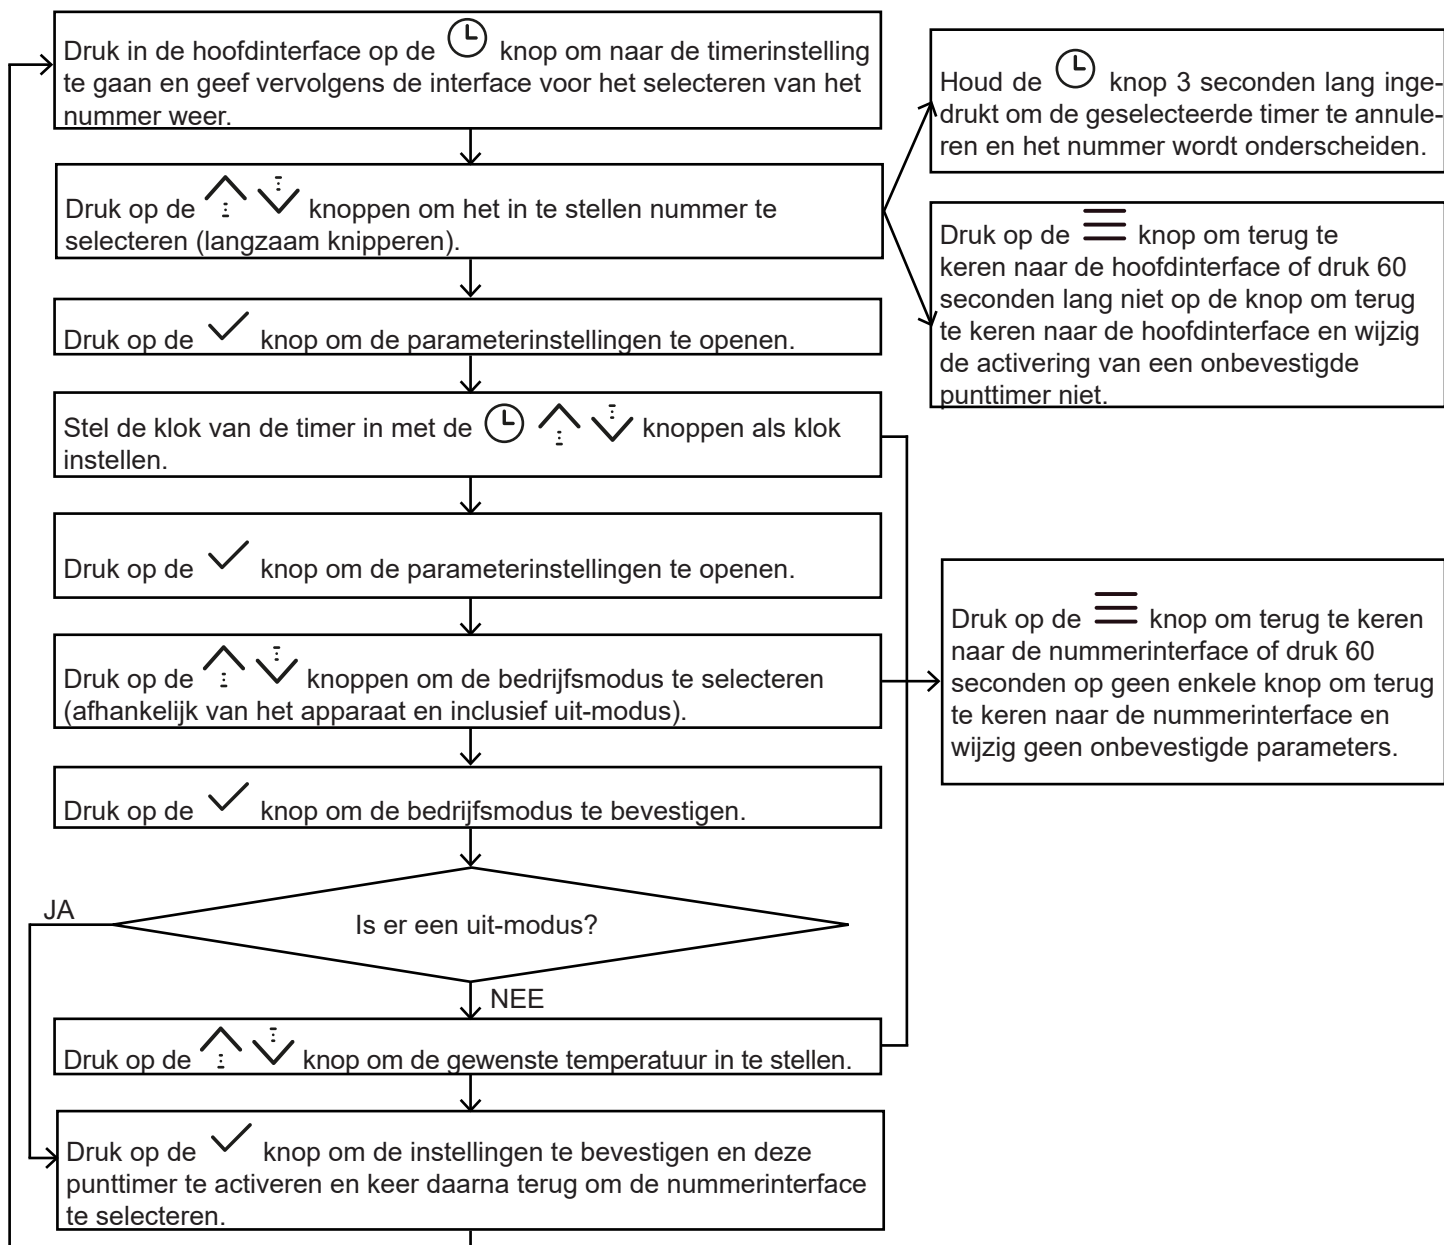 Druk in de hoofdinterface op de knop om naar de timerinstelling
te gaan en geef vervolgens de interface voor het selecteren van het
nummer weer.
Houd de knop 3 seconden lang inge-
drukt om de geselecteerde timer te annule-
ren en het nummer wordt onderscheiden.
Druk op de knoppen om het in te stellen nummer te
selecteren (langzaam knipperen).
Druk op de knop om terug te
keren naar de hoofdinterface of druk 60
seconden lang niet op de knop om terug
te keren naar de hoofdinterface en wijzig
de activering van een onbevestigde
punttimer niet.
Druk op de knop om de parameterinstellingen te openen.
Stel de klok van de timer in met de knoppen als klok
instellen.
Druk op de knop om de parameterinstellingen te openen.
Druk op de knoppen om de bedrijfsmodus te selecteren
(afhankelijk van het apparaat en inclusief uit-modus).
Druk op de knop om terug te keren
naar de nummerinterface of druk 60
seconden op geen enkele knop om terug
te keren naar de nummerinterface en
wijzig geen onbevestigde parameters.
Druk op de knop om de bedrijfsmodus te bevestigen.
JA
Is er een uit-modus?
NEE
Druk op de knop om de gewenste temperatuur in te stellen.
Druk op de knop om de instellingen te bevestigen en deze
punttimer te activeren en keer daarna terug om de nummerinterface
te selecteren.